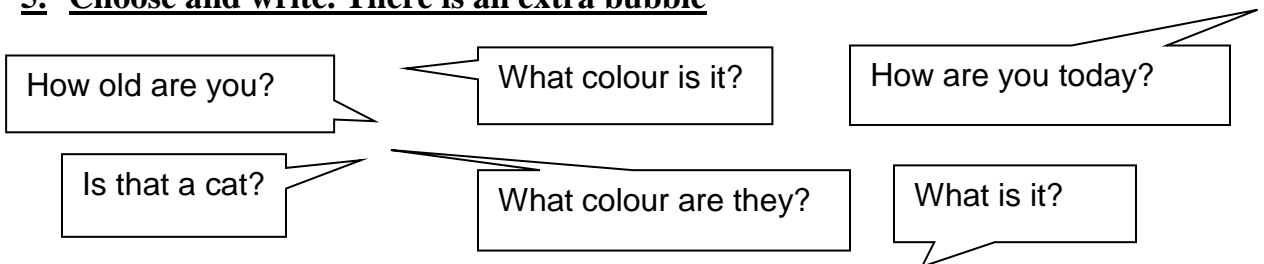 5. Choose and write. There is an extra bubble
How old are you?
What colour is it?
How are you today?
Is that a cat?
What colour are they?
What is it?